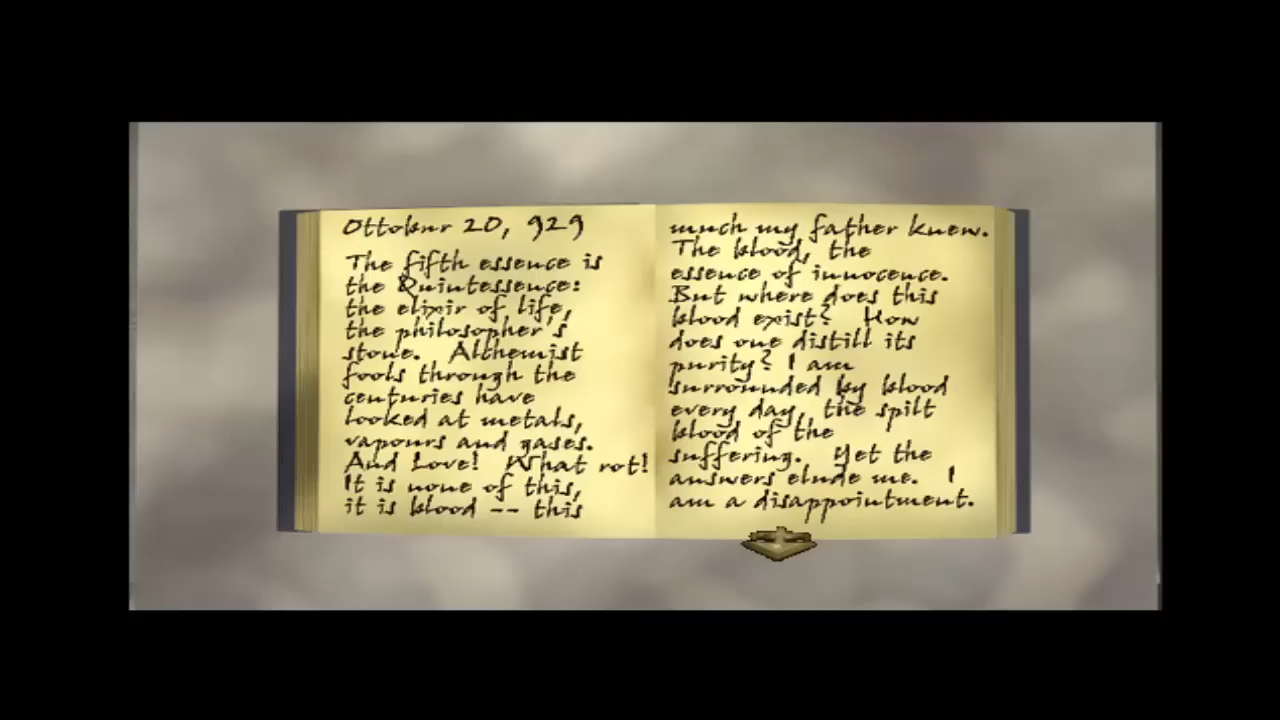 Ottobur 20, 929
The fifth essence is
the Quintessence:
the elixir of life,
the philosopher's
stone. Alchemist
fools through the
centuries have
looked at metals,
vapours and gases.
And Love! What rot!
It is none of this,
it is blood -- this
much my father knew.
The blood, the
essence of innocence.
But where does this
blood exist? How
does one distill its
purity? I am
surrounded by blood
every day, the spilt
blood of the
suffering. Yet the
answers elude me. I
am a disappointment.